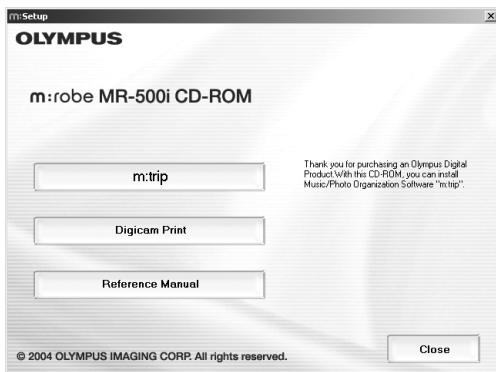 m:Setup
OLYMPUS
m:robe MR-500i CD-ROM
m:trip
Thank you for purchasing an Olympus Digital
Product.With this CD-ROM, you can install
Music/Photo Organization Software "m:trip".
Digicam Print
Reference Manual
Close
© 2004 OLYMPUS IMAGING CORP. All rights reserved.